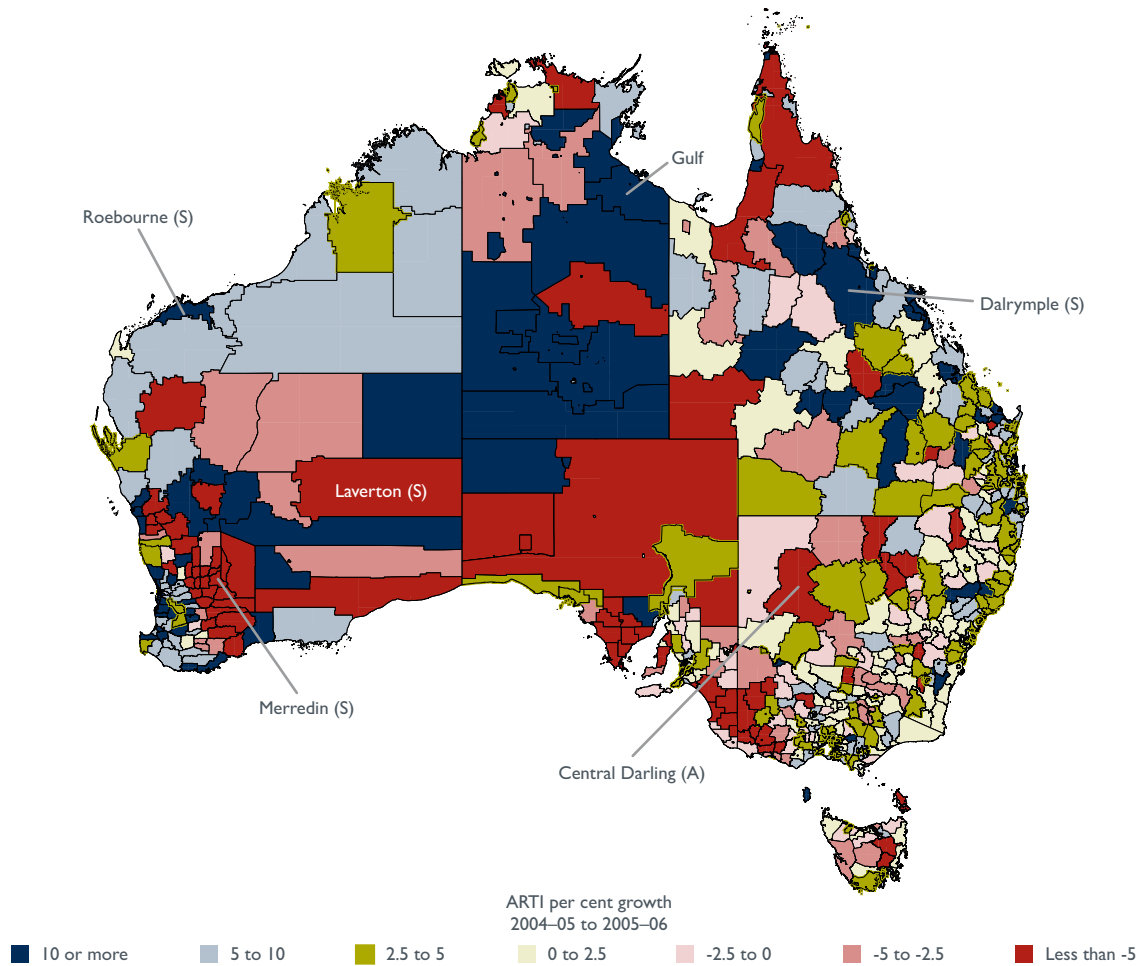 Gulf
Roebourne (S)
Dalrymple (S)
Laverton (S)
Merredin (S)
Central Darling (A)
ARTI per cent growth
2004–05 to 2005–06
10 or more
5 to 10
2.5 to 5
0 to 2.5
-2.5 to 0
-5 to -2.5
Less than -5